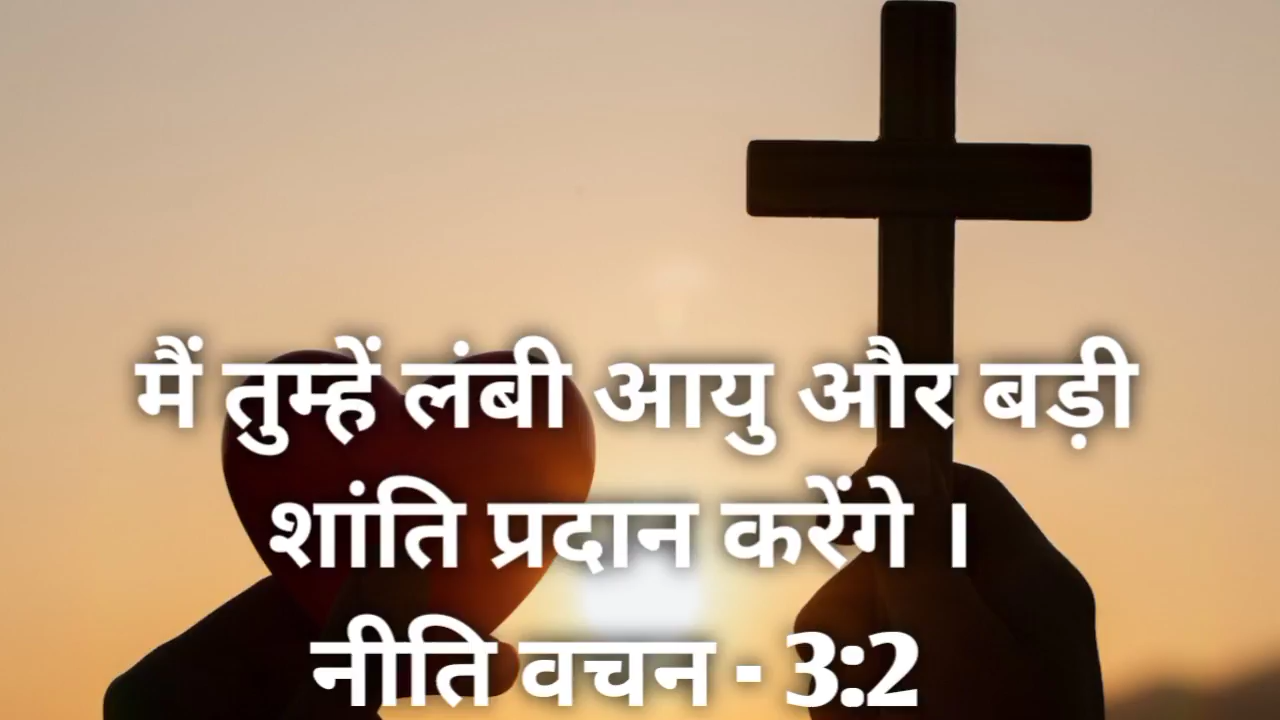 मैं तुम्हें लंबी आयु और बड़ी
शांति प्रदान करेंगे ।
नीति वचन - 3:2